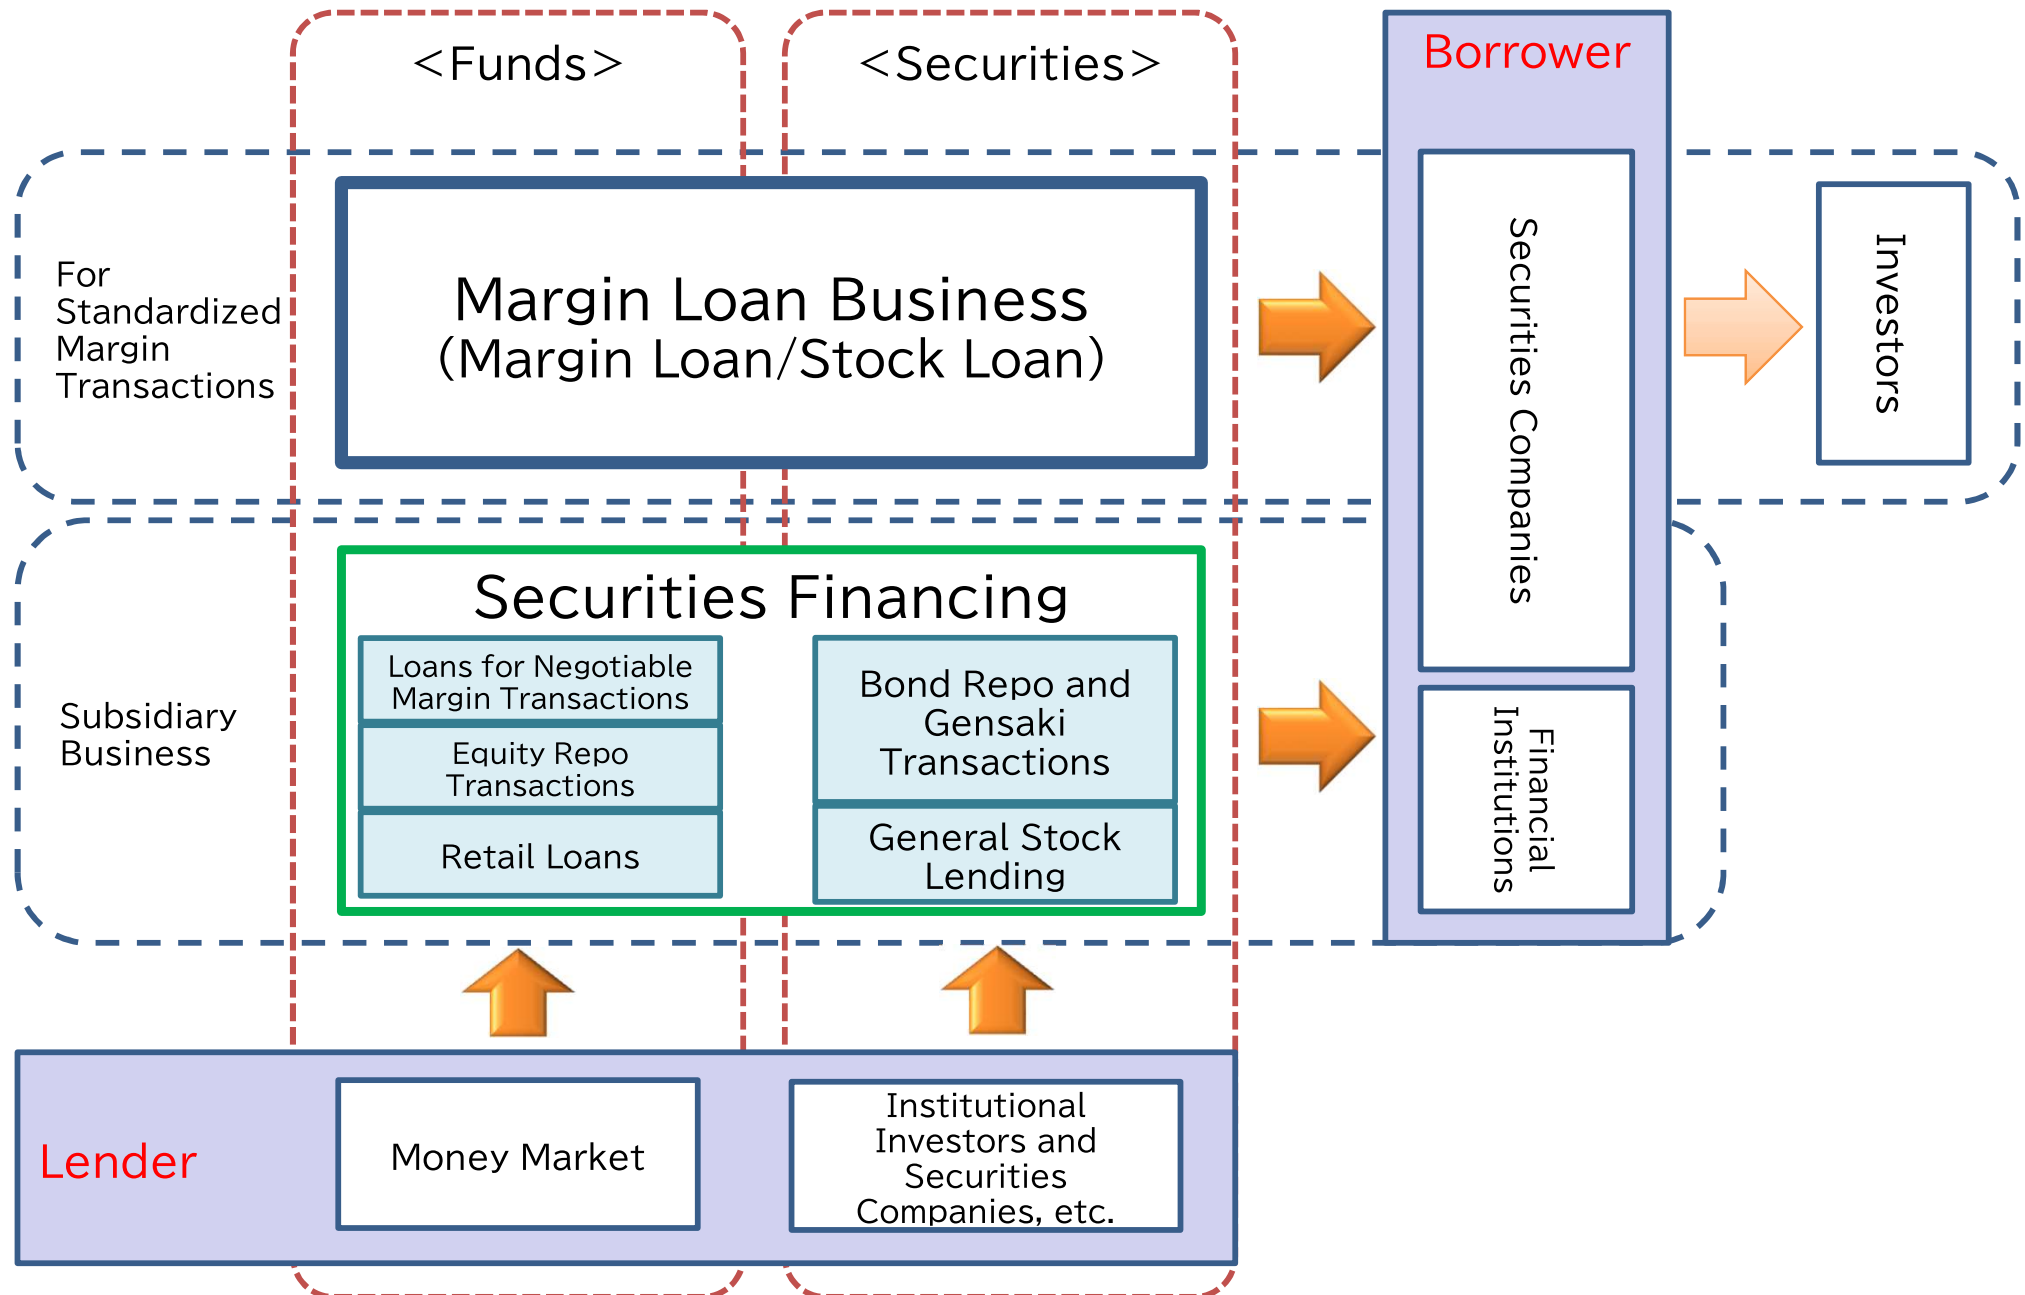 <Funds>
<Securities>
Borrower
For
Standardized
Margin
Transactions
Margin Loan Business
(Margin Loan/Stock Loan)
Securities Companies
Investors
Subsidiary
Business
Securities Financing
Loans for Negotiable
Margin Transactions
Equity Repo
Transactions
Retail Loans
Bond Repo and
Gensaki
Transactions
General Stock
Lending
Financial
Institutions
Lender
Money Market
Institutional
Investors and
Securities
Companies, etc.